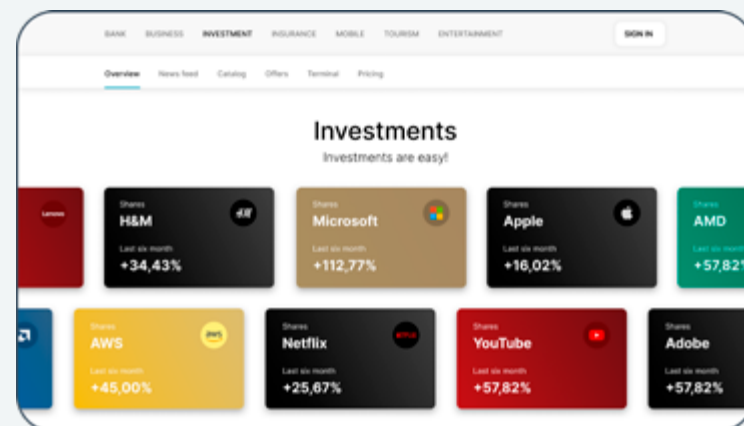 BANK BUSINESS INVESTMENT INSURANCE MOBILE TOURISM ENTERTAINMENT SIGN IN
Overview News feed Catalog Offers Terminal Pricing
Investments
Investments are easy!
Lenovo
Shares
H&M
H&M
Last six month
+34,43%
Shares
Microsoft
Last six month
+112,77%
Shares
Apple
Last six month
+16,02%
Shares
AMD
Last six month
+57,82%
Shares
AWS
aws
Last six month
+45,00%
Shares
Netflix
NETFLIX
Last six month
+25,67%
Shares
YouTube
Last six month
+57,82%
Shares
Adobe
Last six month
+57,82%